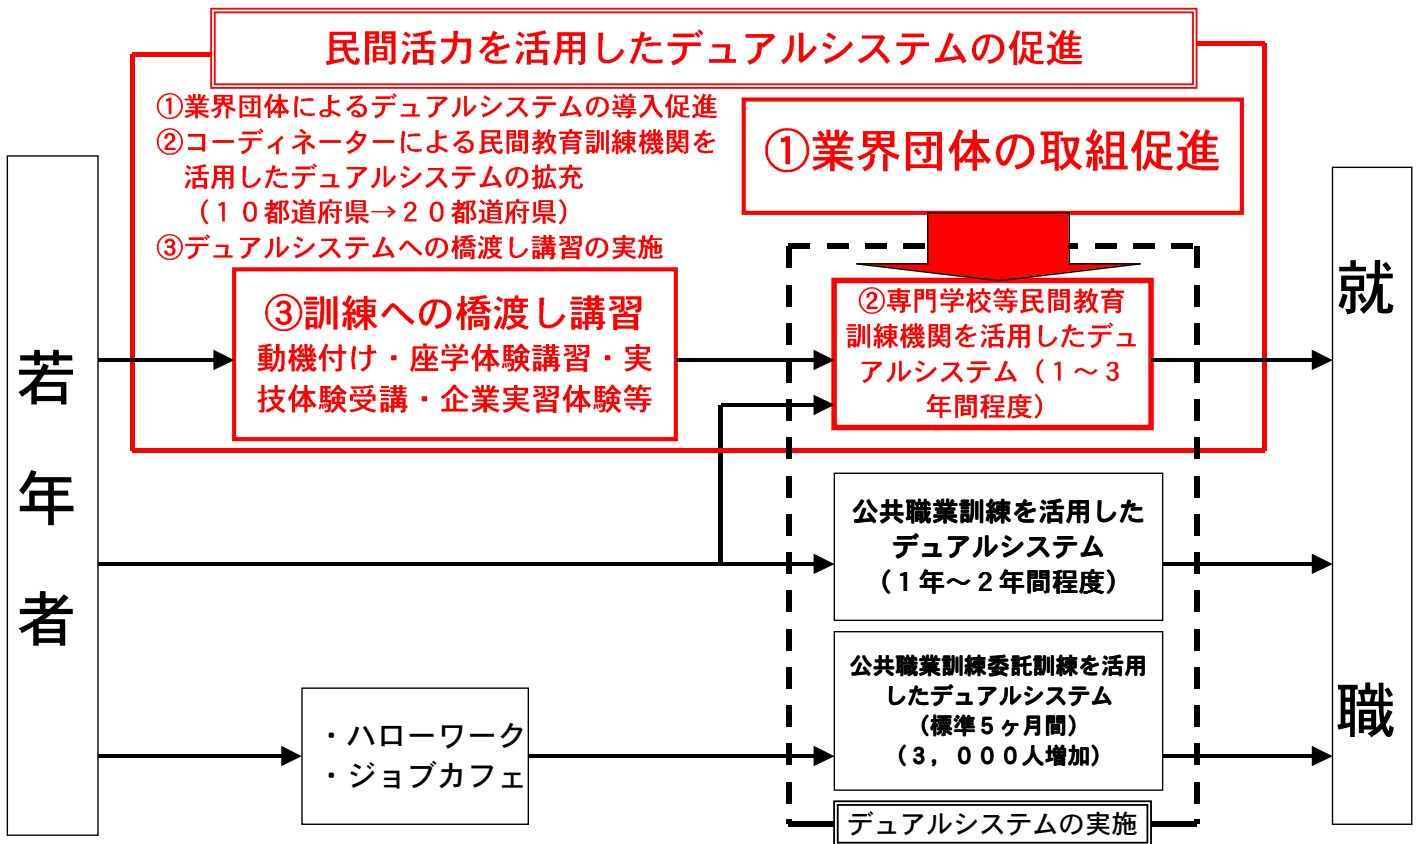 民間活力を活用したデュアルシステムの促進
①業界団体によるデュアルシステムの導入促進
②コーディネーターによる民間教育訓練機関を
活用したデュアルシステムの拡充
（１０都道府県→２０都道府県）
③デュアルシステムへの橋渡し講習の実施
①業界団体の取組促進
若年者
③訓練への橋渡し講習
動機付け・座学体験講習・実
技体験受講・企業実習体験等
②専門学校等民間教育
訓練機関を活用したデュ
アルシステム（１～３
年間程度）
公共職業訓練を活用した
デュアルシステム
（１年～２年間程度）
・ハローワーク
・ジョブカフェ
公共職業訓練委託訓練を活用
したデュアルシステム
（標準５ヶ月間）
（３，０００人増加）
デュアルシステムの実施
就職